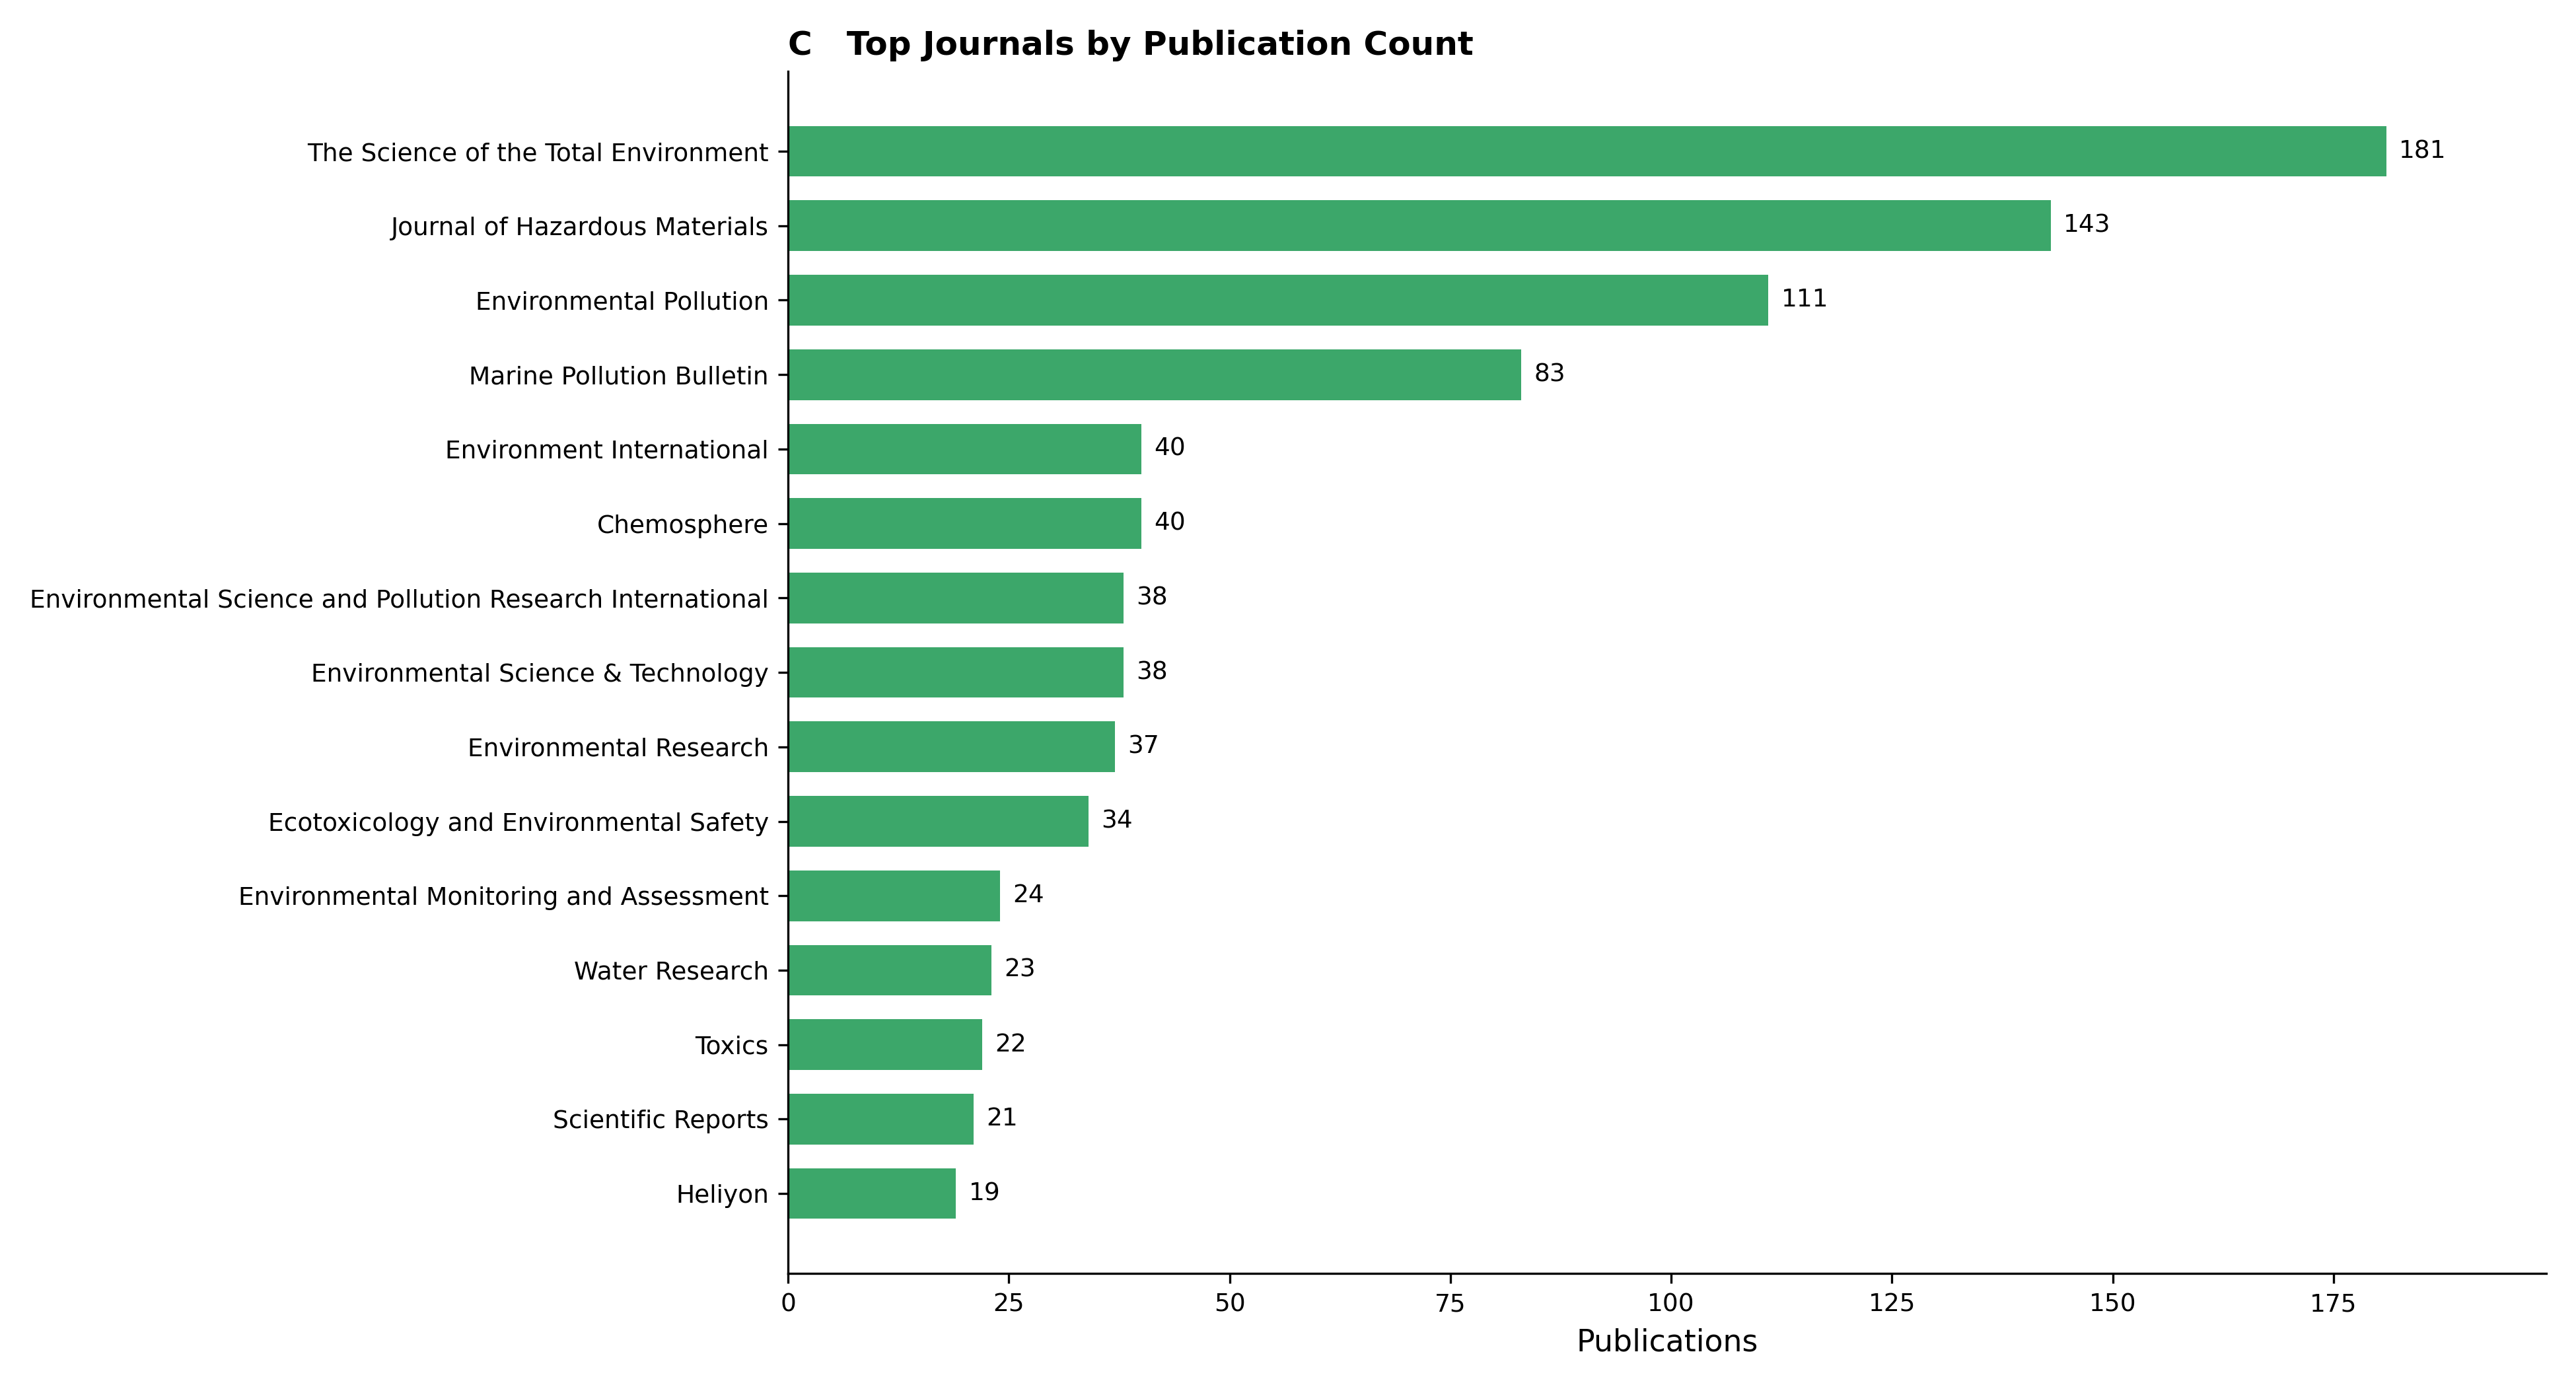 C Top Journals by Publication Count
The Science of the Total Environment 181
Journal of Hazardous Materials 143
Environmental Pollution 111
Marine Pollution Bulletin 83
Environment International 40
Chemosphere 40
Environmental Science and Pollution Research International 38
Environmental Science & Technology 38
Environmental Research 37
Ecotoxicology and Environmental Safety 34
Environmental Monitoring and Assessment 24
Water Research 23
Toxics 22
Scientific Reports 21
Heliyon 19
0 25 50 75 100 125 150 175
Publications